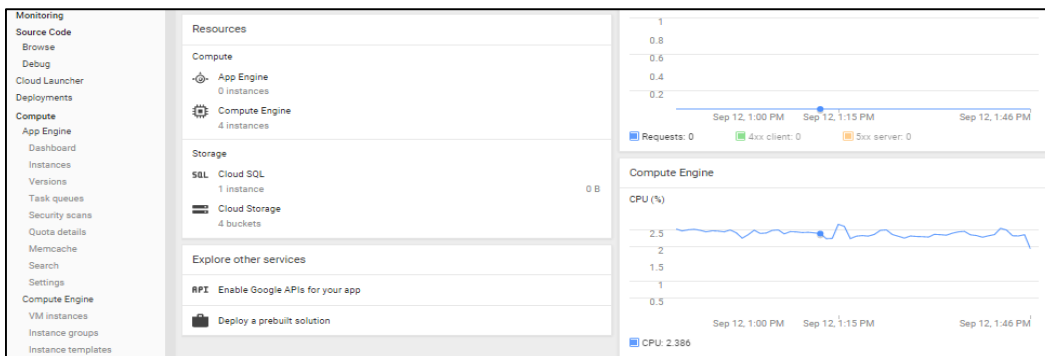 Monitoring
Source Code
Browse
Debug
Cloud Launcher
Deployments
Compute
App Engine
Dashboard
Instances
Versions
Task queues
Security scans
Quota details
Memcache
Search
Settings
Compute Engine
VM instances
Instance groups
Instance templates
Resources
Compute
App Engine
0 instances
Compute Engine
4 instances
Storage
SQL Cloud SQL
1 instance 0 B
Cloud Storage
4 buckets
Explore other services
API Enable Google APIs for your app
Deploy a prebuilt solution
1
0.8
0.6
0.4
0.2
Sep 12, 1:00 PM Sep 12, 1:15 PM Sep 12, 1:46 PM
Requests: 0 4xx client: 0 5xx server: 0
Compute Engine
CPU (%)
2.5
2
1.5
1
0.5
Sep 12, 1:00 PM Sep 12, 1:15 PM Sep 12, 1:46 PM
CPU: 2.386